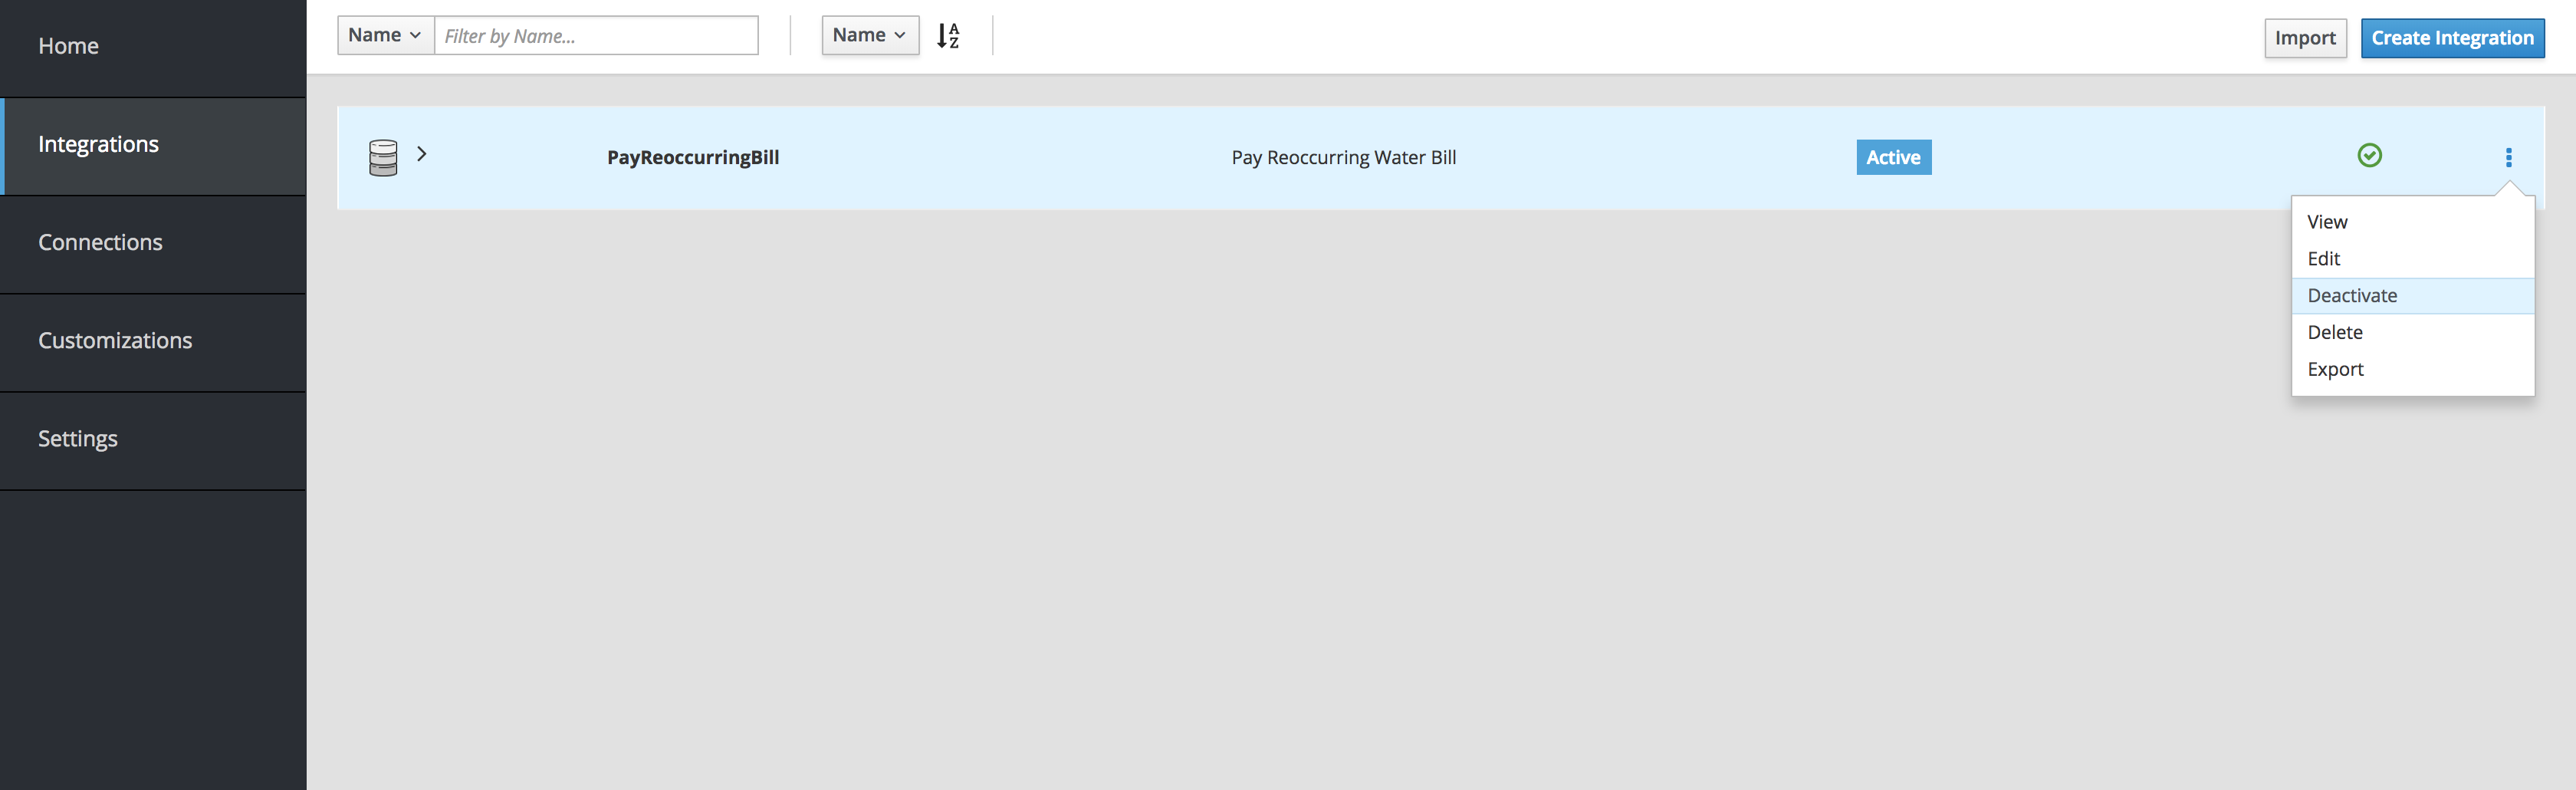 Home
Integrations
Connections
Customizations
Settings
Name
Filter by Name...
Name
A
Z
Import
Create Integration
PayReoccurringBill
Pay Reoccurring Water Bill
Active
View
Edit
Deactivate
Delete
Export